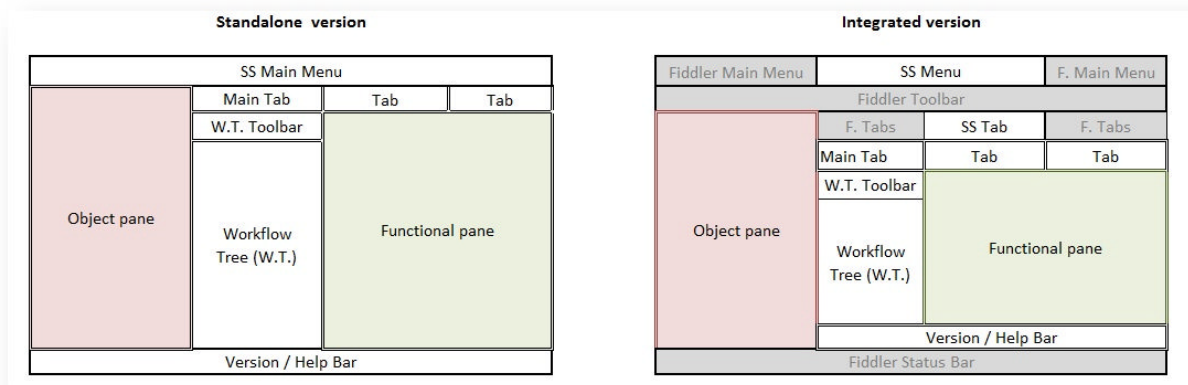 Standalone version
SS Main Menu
Main Tab
Tab
Tab
W.T. Toolbar
Object pane
Workflow
Tree (W.T.)
Functional pane
Version / Help Bar
Integrated version
Fiddler Main Menu
SS Menu
F. Main Menu
Fiddler Toolbar
F. Tabs
SS Tab
F. Tabs
Main Tab
Tab
Tab
W.T. Toolbar
Object pane
Workflow
Tree (W.T.)
Functional pane
Version / Help Bar
Fiddler Status Bar